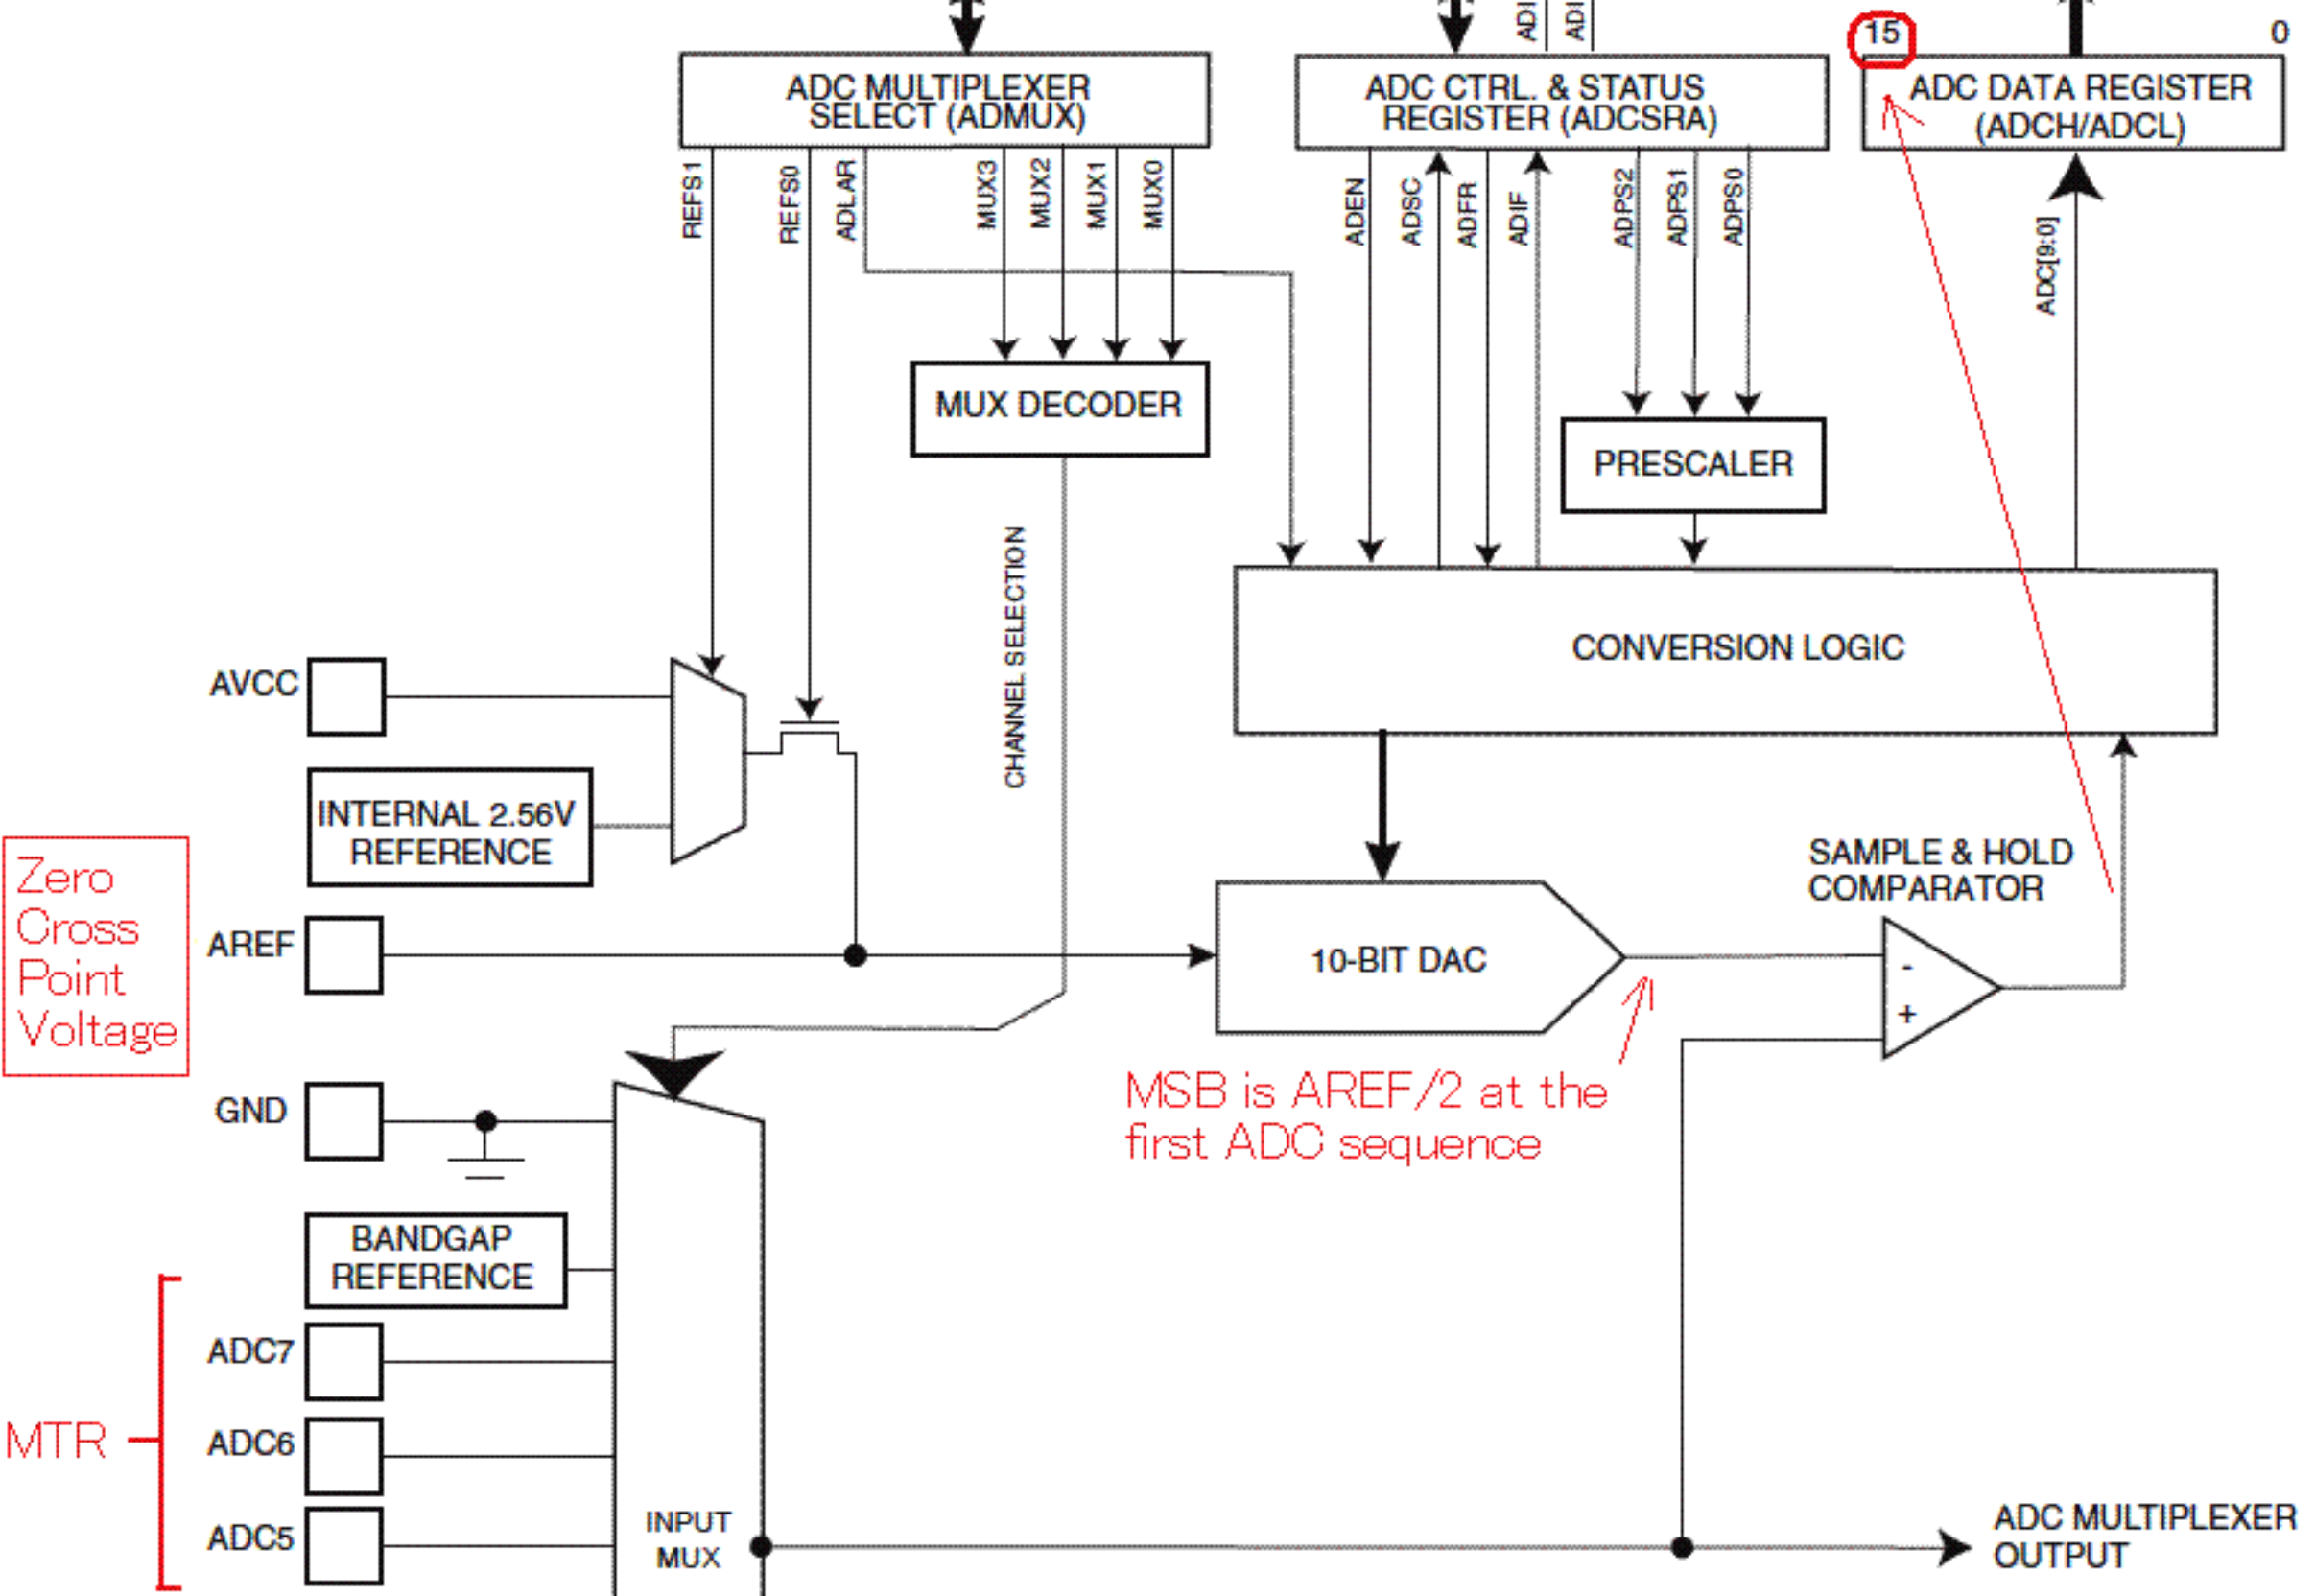 ADI
ADI
15
0
ADC MULTIPLEXER
SELECT (ADMUX)
ADC CTRL. & STATUS
REGISTER (ADCSRA)
ADC DATA REGISTER
(ADCH/ADCL)
REFS1
REFS0
ADLAR
MUX3
MUX2
MUX1
MUX0
ADEN
ADSC
ADFR
ADIF
ADPS2
ADPS1
ADPS0
ADC[9:0]
MUX DECODER
PRESCALER
CHANNEL SELECTION
CONVERSION LOGIC
AVCC
INTERNAL 2.56V
REFERENCE
Zero
Cross
Point
Voltage
AREF
10-BIT DAC
SAMPLE & HOLD
COMPARATOR
-
+
MSB is AREF/2 at the
first ADC sequence
GND
BANDGAP
REFERENCE
ADC7
MTR
ADC6
ADC5
INPUT
MUX
ADC MULTIPLEXER
OUTPUT